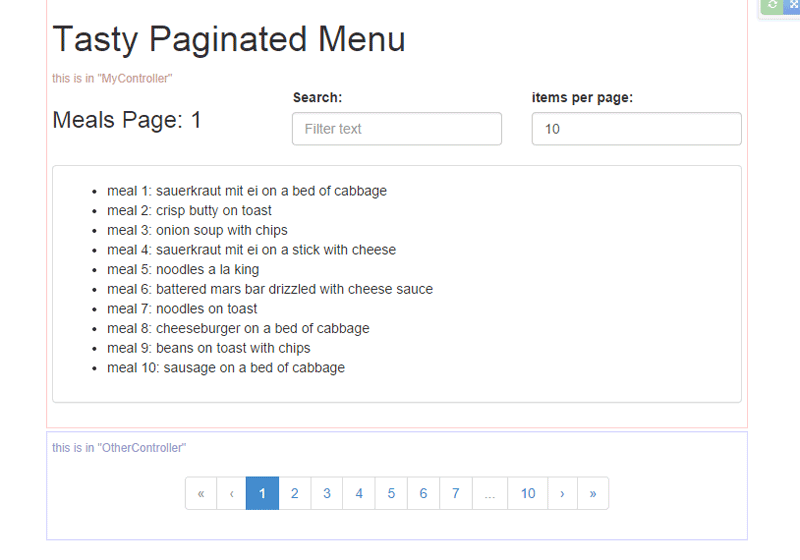 Tasty Paginated Menu
this is in "MyController"
Meals Page: 1
Search:
Filter text
items per page:
10
meal 1: sauerkraut mit ei on a bed of cabbage
meal 2: crisp butty on toast
meal 3: onion soup with chips
meal 4: sauerkraut mit ei on a stick with cheese
meal 5: noodles a la king
meal 6: battered mars bar drizzled with cheese sauce
meal 7: noodles on toast
meal 8: cheeseburger on a bed of cabbage
meal 9: beans on toast with chips
meal 10: sausage on a bed of cabbage
this is in "OtherController"
« ‹ 1 2 3 4 5 6 7 ... 10 › »